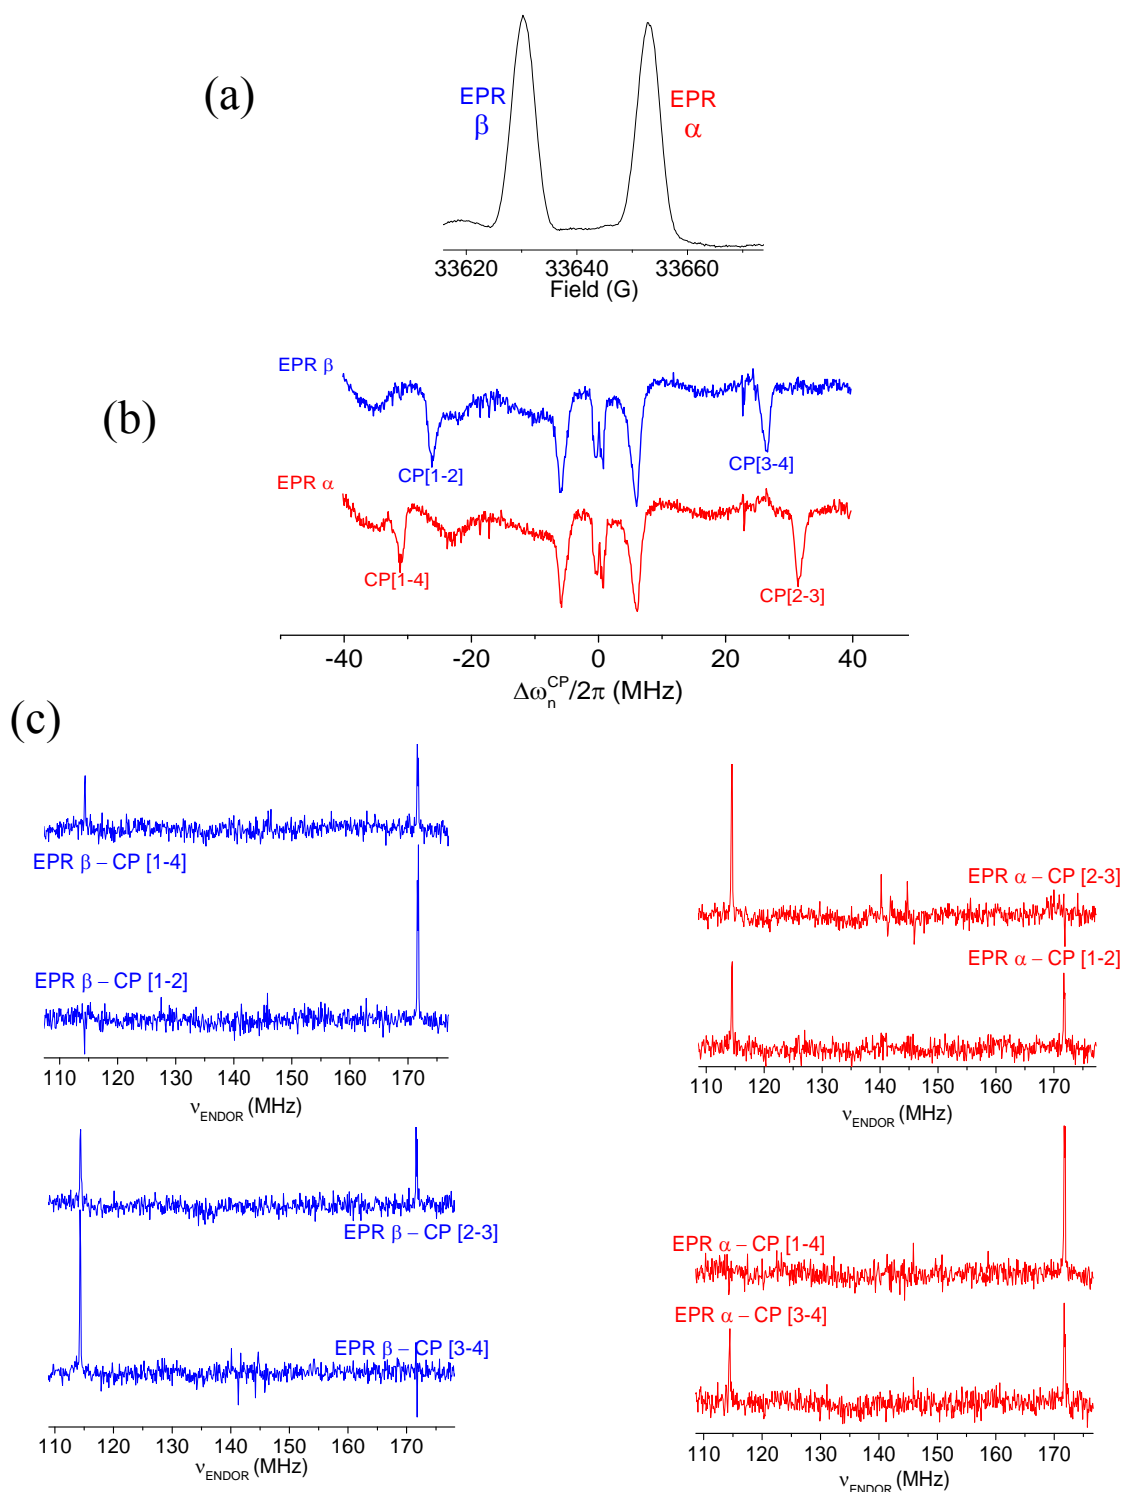 (a)
EPR
β
EPR
α
33620 33640 33660
Field (G)
(b)
EPR β
CP[1-2]
CP[3-4]
EPR α
CP[1-4]
CP[2-3]
-40 -20 0 20 40
Δω_n^CP/2π (MHz)
(c)
EPR β – CP [1-4]
EPR β – CP [1-2]
110 120 130 140 150 160 170
ν_ENDOR (MHz)
EPR α – CP [2-3]
EPR α – CP [1-2]
110 120 130 140 150 160 170
ν_ENDOR (MHz)
EPR β – CP [2-3]
EPR β – CP [3-4]
110 120 130 140 150 160 170
ν_ENDOR (MHz)
EPR α – CP [1-4]
EPR α – CP [3-4]
110 120 130 140 150 160 170
ν_ENDOR (MHz)